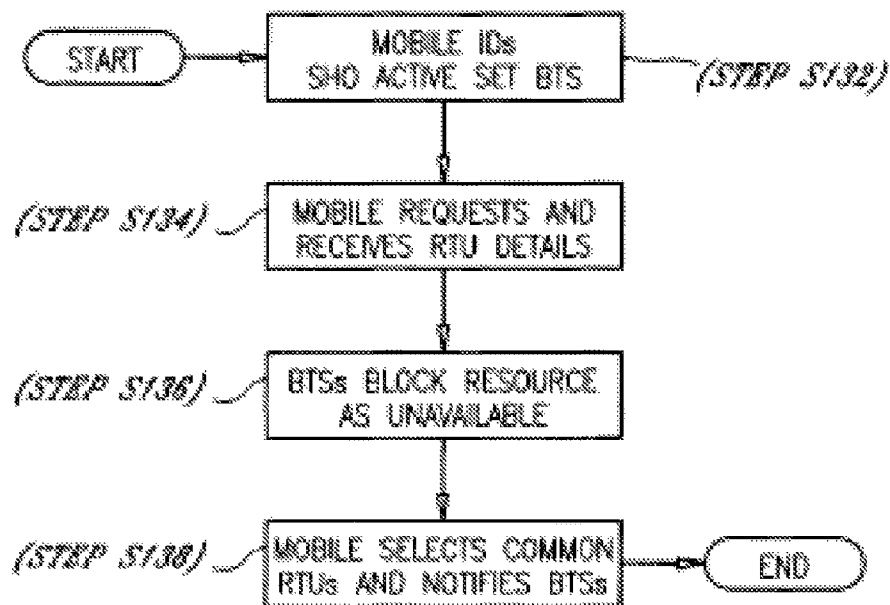 START
MOBILE IDs
SHO ACTIVE SET BTS
(STEP S132)
(STEP S134)
MOBILE REQUESTS AND
RECEIVES RTU DETAILS
(STEP S136)
BTSs BLOCK RESOURCE
AS UNAVAILABLE
(STEP S138)
MOBILE SELECTS COMMON
RTUs AND NOTIFIES BTSs
END